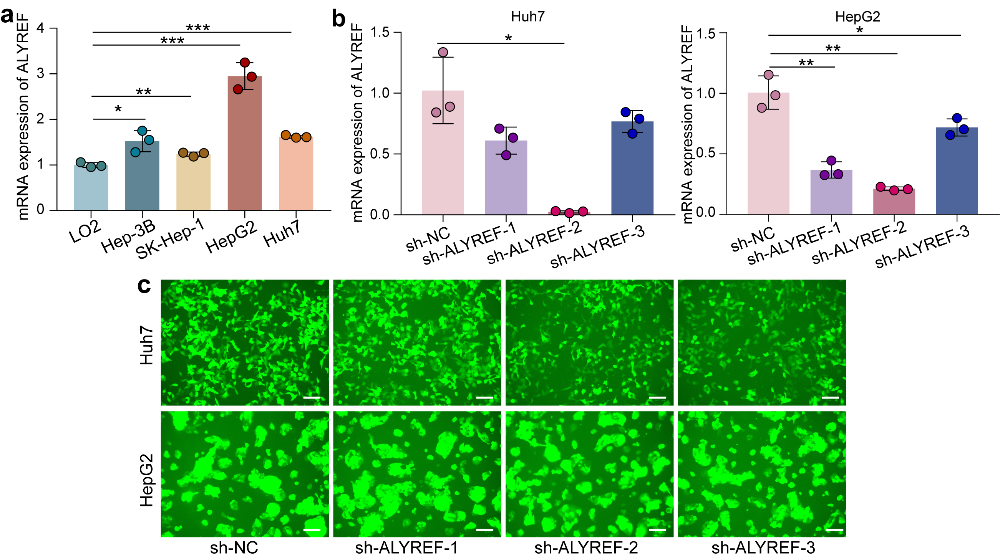 a
mRNA expression of ALYREF
4
3
2
1
0
***
***
**
*
LO2
Hep-3B
SK-Hep-1
HepG2
Huh7
b
Huh7
mRNA expression of ALYREF
1.5
1.0
0.5
0.0
*
sh-NC
sh-ALYREF-1
sh-ALYREF-2
sh-ALYREF-3
HepG2
mRNA expression of ALYREF
1.5
1.0
0.5
0.0
*
**
**
sh-NC
sh-ALYREF-1
sh-ALYREF-2
sh-ALYREF-3
c
Huh7
HepG2
sh-NC
sh-ALYREF-1
sh-ALYREF-2
sh-ALYREF-3